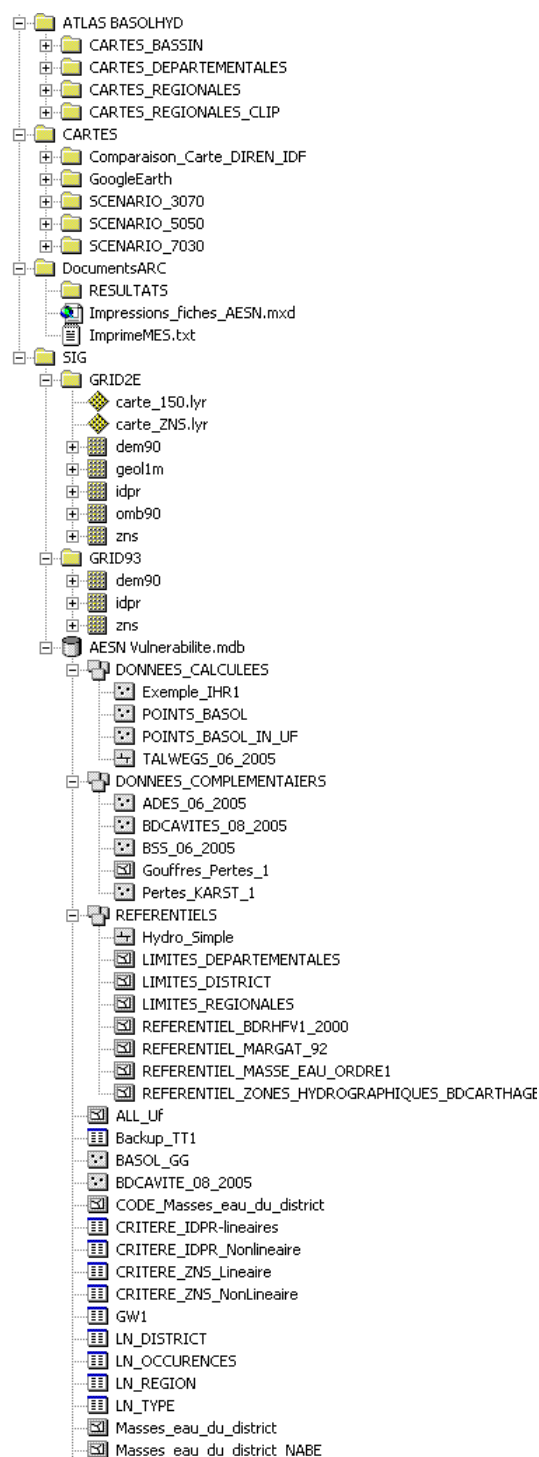 ATLAS BASOLHYD
CARTES_BASSIN
CARTES_DEPARTEMENTALES
CARTES_REGIONALES
CARTES_REGIONALES_CLIP
CARTES
Comparaison_Carte_DIREN_IDF
GoogleEarth
SCENARIO_3070
SCENARIO_5050
SCENARIO_7030
DocumentsARC
RESULTATS
Impressions_fiches_AESN.mxd
ImprimeMES.txt
SIG
GRID2E
carte_150.lyr
carte_ZNS.lyr
dem90
geol1m
idpr
omb90
zns
GRID93
dem90
idpr
zns
AESN Vulnerabilite.mdb
DONNEES_CALCULEES
Exemple_IHR1
POINTS_BASOL
POINTS_BASOL_IN_UF
TALWEGS_06_2005
DONNEES_COMPLEMENTAIERS
ADES_06_2005
BDCAVITES_08_2005
BSS_06_2005
Gouffres_Pertes_1
Pertes_KARST_1
REFERENTIELS
Hydro_Simple
LIMITES_DEPARTEMENTALES
LIMITES_DISTRICT
LIMITES_REGIONALES
REFERENTIEL_BDRHFV1_2000
REFERENTIEL_MARGAT_92
REFERENTIEL_MASSE_EAU_ORDRE1
REFERENTIEL_ZONES_HYDROGRAPHIQUES_BDCARTHAGE
ALL_Uf
Backup_TT1
BASOL_GG
BDCAVITE_08_2005
CODE_Masses_eau_du_district
CRITERE_IDPR-lineaires
CRITERE_IDPR_Nonlineaire
CRITERE_ZNS_Lineaire
CRITERE_ZNS_NonLineaire
GW1
LN_DISTRICT
LN_OCCURENCES
LN_REGION
LN_TYPE
Masses_eau_du_district
Masses_eau_du_district_NABE